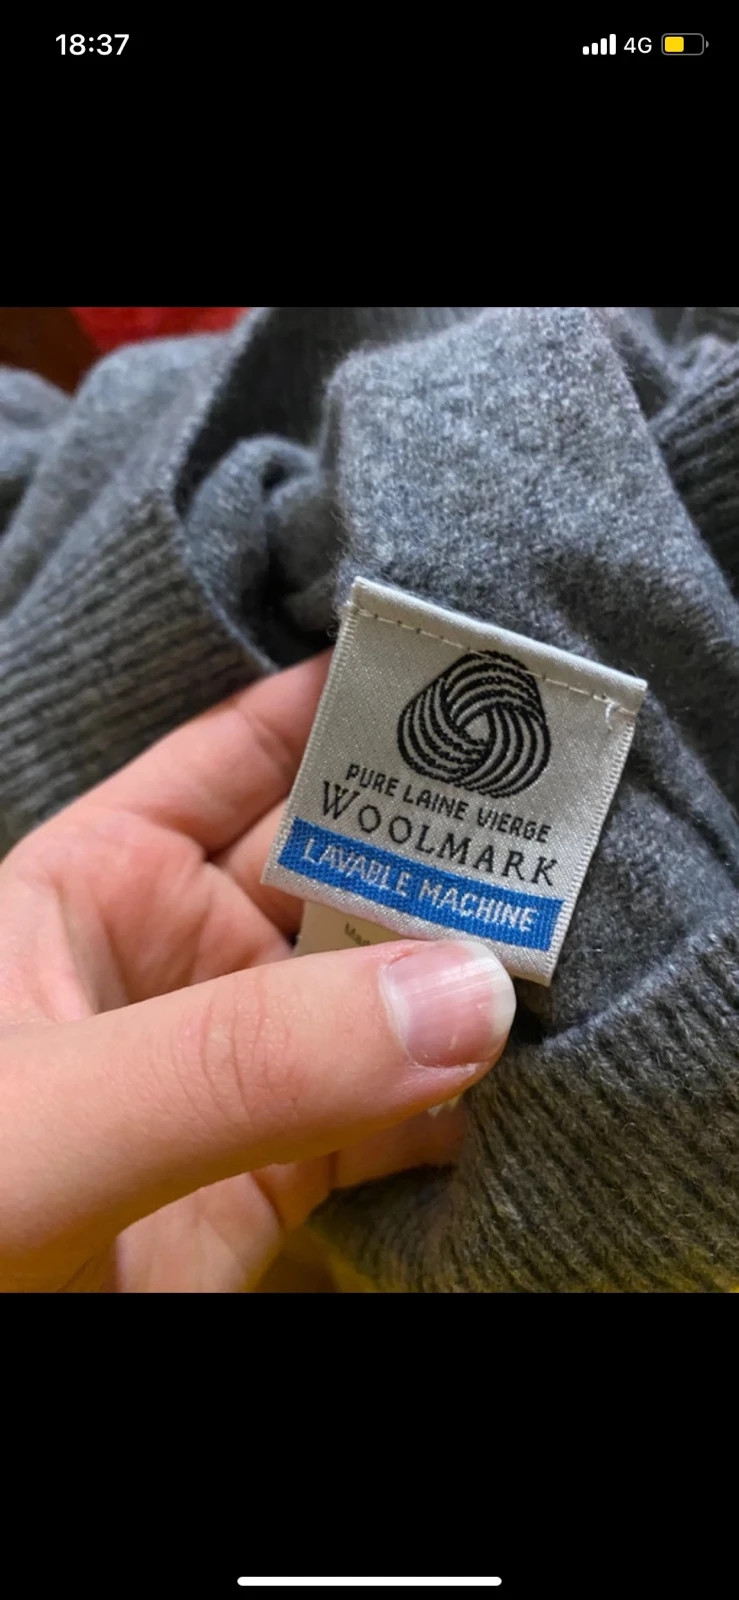 18:37
4G
PURE LAINE VIERGE
WOOLMARK
LAVABLE MACHINE